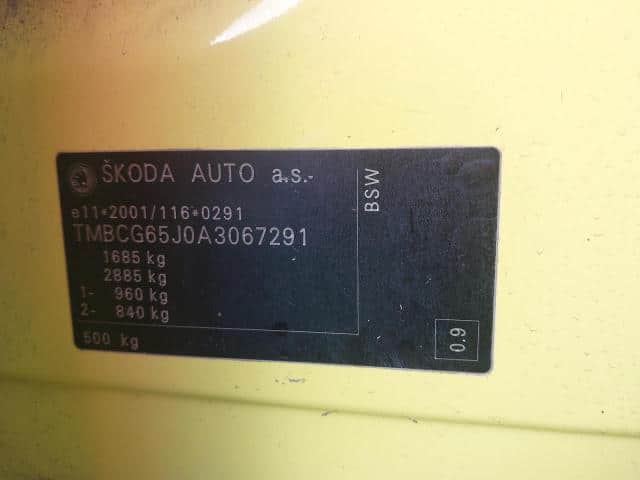 ŠKODA AUTO a.s.-
e11*2001/116*0291
TMBCG65J0A3067291
1685 kg
2885 kg
1- 960 kg
2- 840 kg
500 kg
BSW
0.9